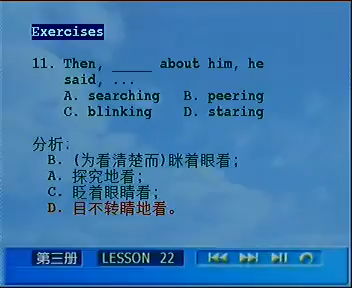 Exercises
11. Then, _____ about him, he
said, ...
A. searching B. peering
C. blinking D. staring
分析:
B. (为看清楚而)眯着眼看;
A. 探究地看;
C. 眨着眼睛看;
D. 目不转睛地看。
第三册 LESSON 22